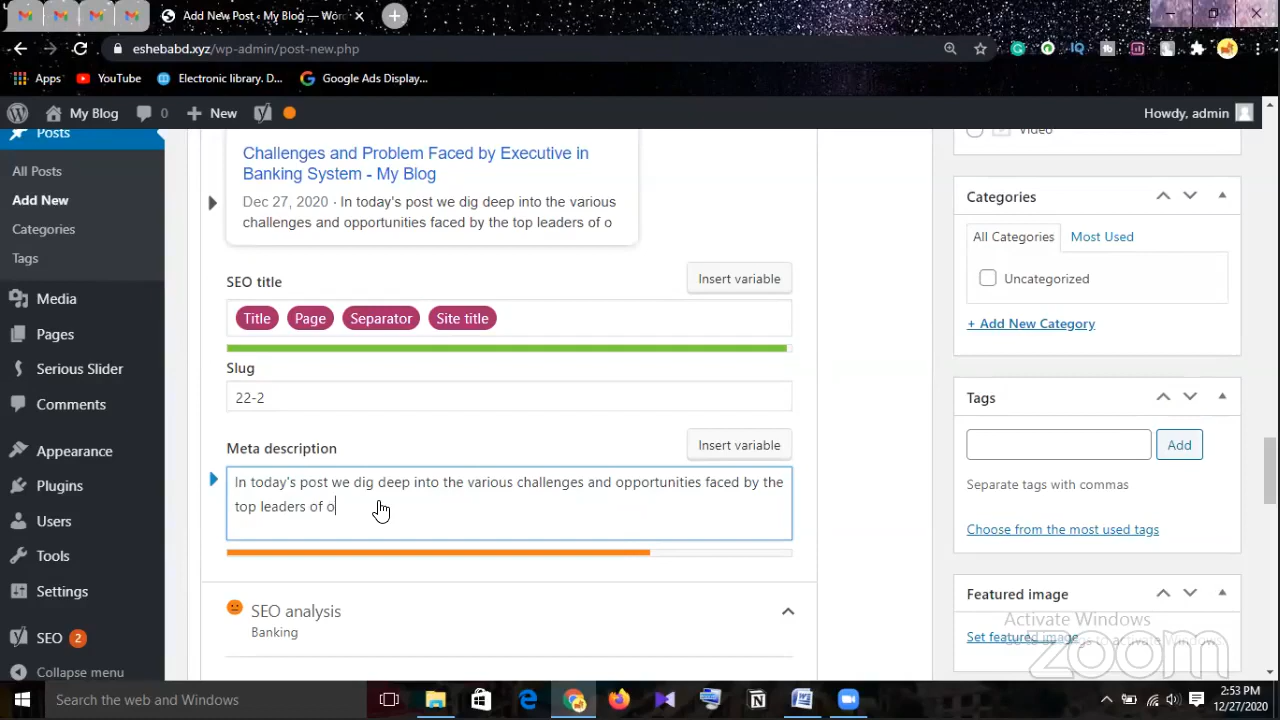 Add New Post ‹ My Blog — Wor
eshebabd.xyz/wp-admin/post-new.php
Apps
YouTube
Electronic library. D...
Google Ads Display...
My Blog
0
New
Howdy, admin
Posts
All Posts
Add New
Categories
Tags
Media
Pages
Serious Slider
Comments
Appearance
Plugins
Users
Tools
Settings
SEO 2
Collapse menu
Challenges and Problem Faced by Executive in
Banking System - My Blog
Dec 27, 2020 · In today's post we dig deep into the various
challenges and opportunities faced by the top leaders of o
SEO title
Insert variable
Title
Page
Separator
Site title
Slug
22-2
Meta description
Insert variable
In today's post we dig deep into the various challenges and opportunities faced by the
top leaders of o
SEO analysis
Banking
Video
Categories
All Categories
Most Used
Uncategorized
+ Add New Category
Tags
Add
Separate tags with commas
Choose from the most used tags
Featured image
Set featured image
Activate Windows
zoom
Search the web and Windows
2:53 PM
12/27/2020